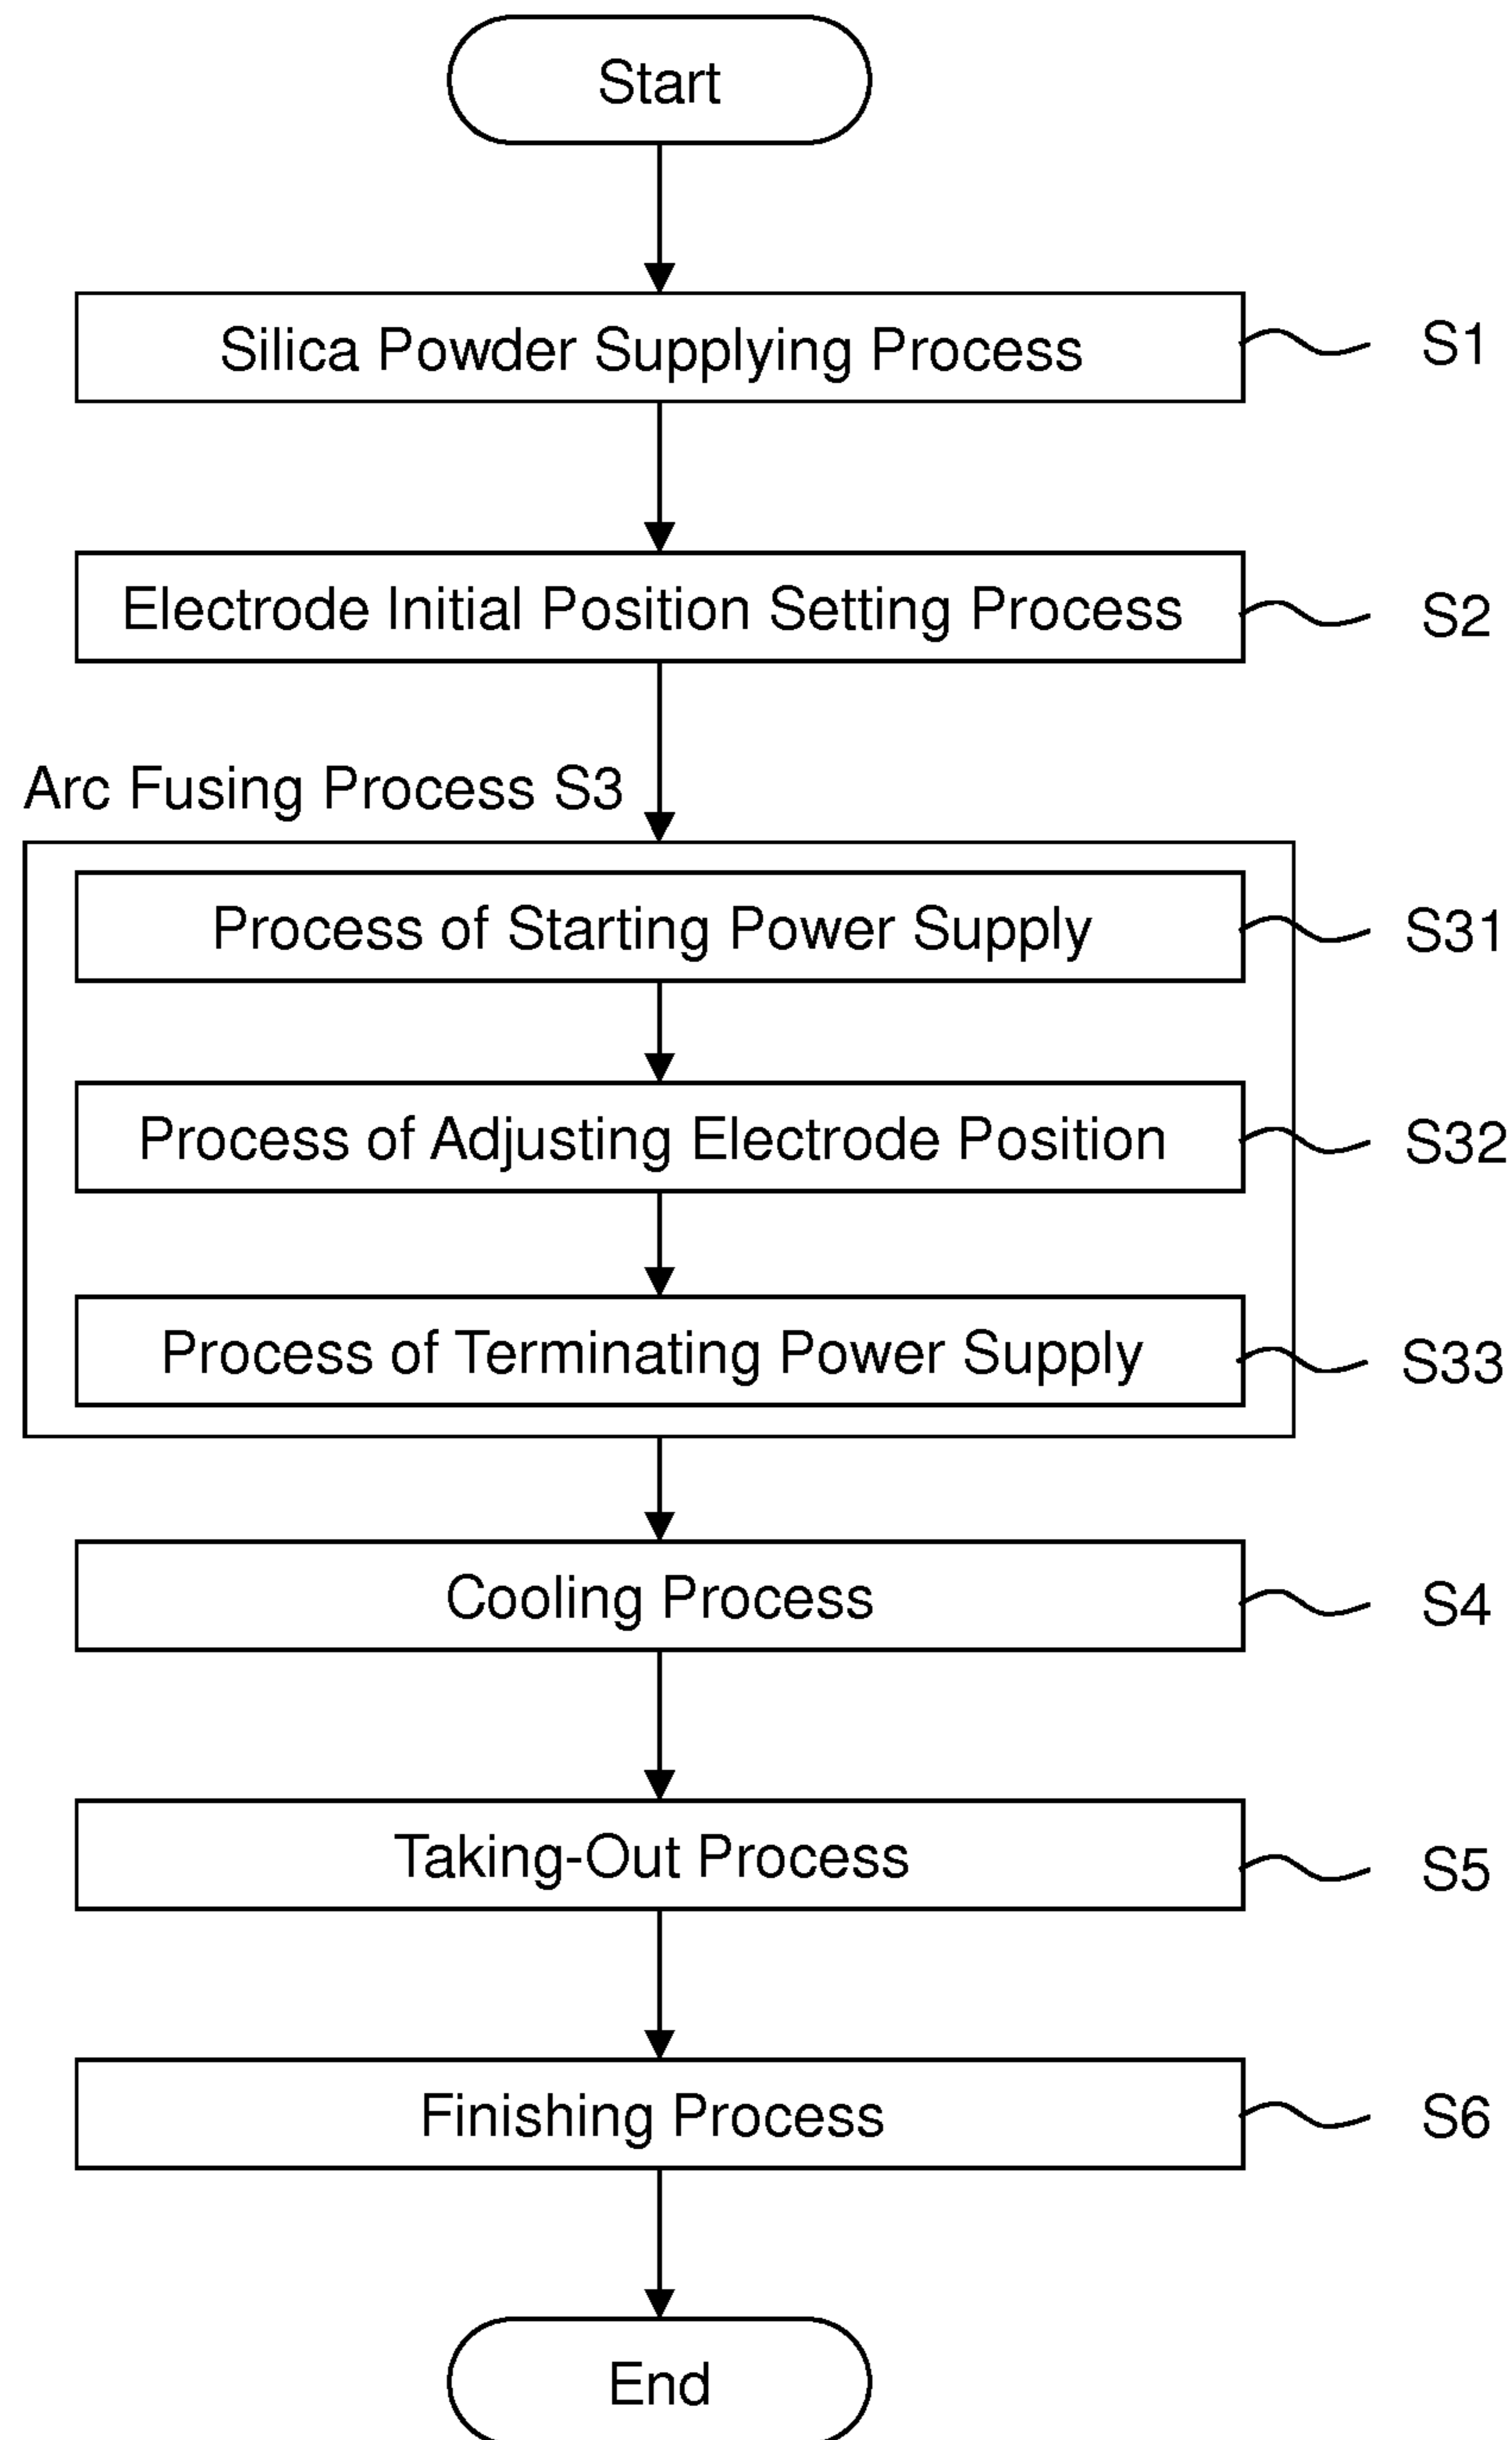 Start
Silica Powder Supplying Process
S1
Electrode Initial Position Setting Process
S2
Arc Fusing Process S3
Process of Starting Power Supply
S31
Process of Adjusting Electrode Position
S32
Process of Terminating Power Supply
S33
Cooling Process
S4
Taking-Out Process
S5
Finishing Process
S6
End